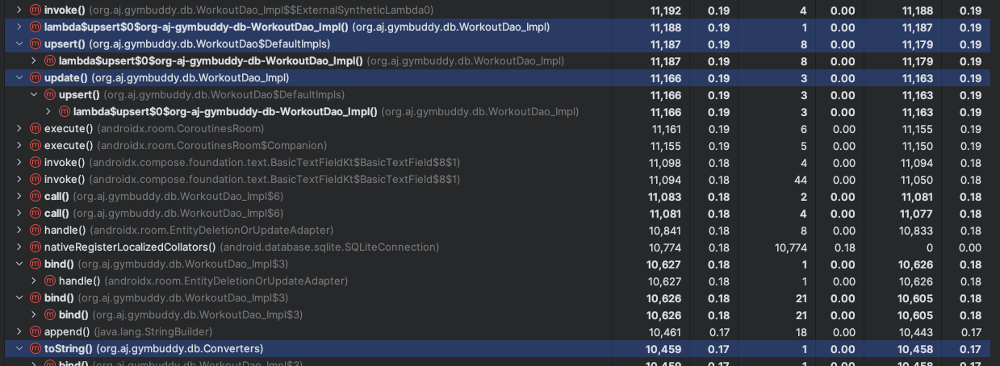 invoke() (org.aj.gymbuddy.db.WorkoutDao_Impl$$ExternalSyntheticLambda0) 11,192 0.19 4 0.00 11,188 0.19
lambda$upsert$0$org-aj-gymbuddy-db-WorkoutDao_Impl() (org.aj.gymbuddy.db.WorkoutDao_Impl) 11,188 0.19 1 0.00 11,187 0.19
upsert() (org.aj.gymbuddy.db.WorkoutDao$DefaultImpls) 11,187 0.19 8 0.00 11,179 0.19
lambda$upsert$0$org-aj-gymbuddy-db-WorkoutDao_Impl() (org.aj.gymbuddy.db.WorkoutDao_Impl) 11,187 0.19 8 0.00 11,179 0.19
update() (org.aj.gymbuddy.db.WorkoutDao_Impl) 11,166 0.19 3 0.00 11,163 0.19
upsert() (org.aj.gymbuddy.db.WorkoutDao$DefaultImpls) 11,166 0.19 3 0.00 11,163 0.19
lambda$upsert$0$org-aj-gymbuddy-db-WorkoutDao_Impl() (org.aj.gymbuddy.db.WorkoutDao_Impl) 11,166 0.19 3 0.00 11,163 0.19
execute() (androidx.room.CoroutinesRoom) 11,161 0.19 6 0.00 11,155 0.19
execute() (androidx.room.CoroutinesRoom$Companion) 11,155 0.19 5 0.00 11,150 0.19
invoke() (androidx.compose.foundation.text.BasicTextFieldKt$BasicTextField$8$1) 11,098 0.18 4 0.00 11,094 0.18
invoke() (androidx.compose.foundation.text.BasicTextFieldKt$BasicTextField$8$1) 11,094 0.18 44 0.00 11,050 0.18
call() (org.aj.gymbuddy.db.WorkoutDao_Impl$6) 11,083 0.18 2 0.00 11,081 0.18
call() (org.aj.gymbuddy.db.WorkoutDao_Impl$6) 11,081 0.18 4 0.00 11,077 0.18
handle() (androidx.room.EntityDeletionOrUpdateAdapter) 10,841 0.18 8 0.00 10,833 0.18
nativeRegisterLocalizedCollators() (android.database.sqlite.SQLiteConnection) 10,774 0.18 10,774 0.18 0 0.00
bind() (org.aj.gymbuddy.db.WorkoutDao_Impl$3) 10,627 0.18 1 0.00 10,626 0.18
handle() (androidx.room.EntityDeletionOrUpdateAdapter) 10,627 0.18 1 0.00 10,626 0.18
bind() (org.aj.gymbuddy.db.WorkoutDao_Impl$3) 10,626 0.18 21 0.00 10,605 0.18
bind() (org.aj.gymbuddy.db.WorkoutDao_Impl$3) 10,626 0.18 21 0.00 10,605 0.18
append() (java.lang.StringBuilder) 10,461 0.17 18 0.00 10,443 0.17
toString() (org.aj.gymbuddy.db.Converters) 10,459 0.17 1 0.00 10,458 0.17
bind() (org.aj.gymbuddy.db.WorkoutDao_Impl$3) 10,459 0.17 1 0.00 10,458 0.17